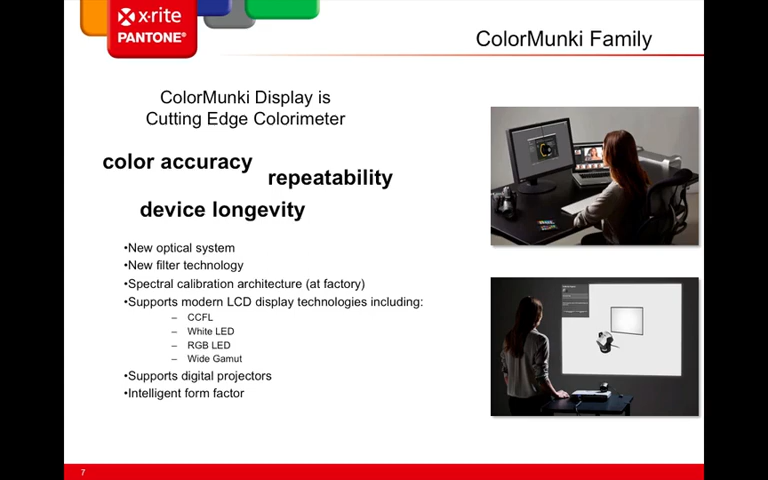 x·rite
PANTONE®
ColorMunki Family
ColorMunki Display is
Cutting Edge Colorimeter
color accuracy
repeatability
device longevity
•New optical system
•New filter technology
•Spectral calibration architecture (at factory)
•Supports modern LCD display technologies including:
– CCFL
– White LED
– RGB LED
– Wide Gamut
•Supports digital projectors
•Intelligent form factor
7